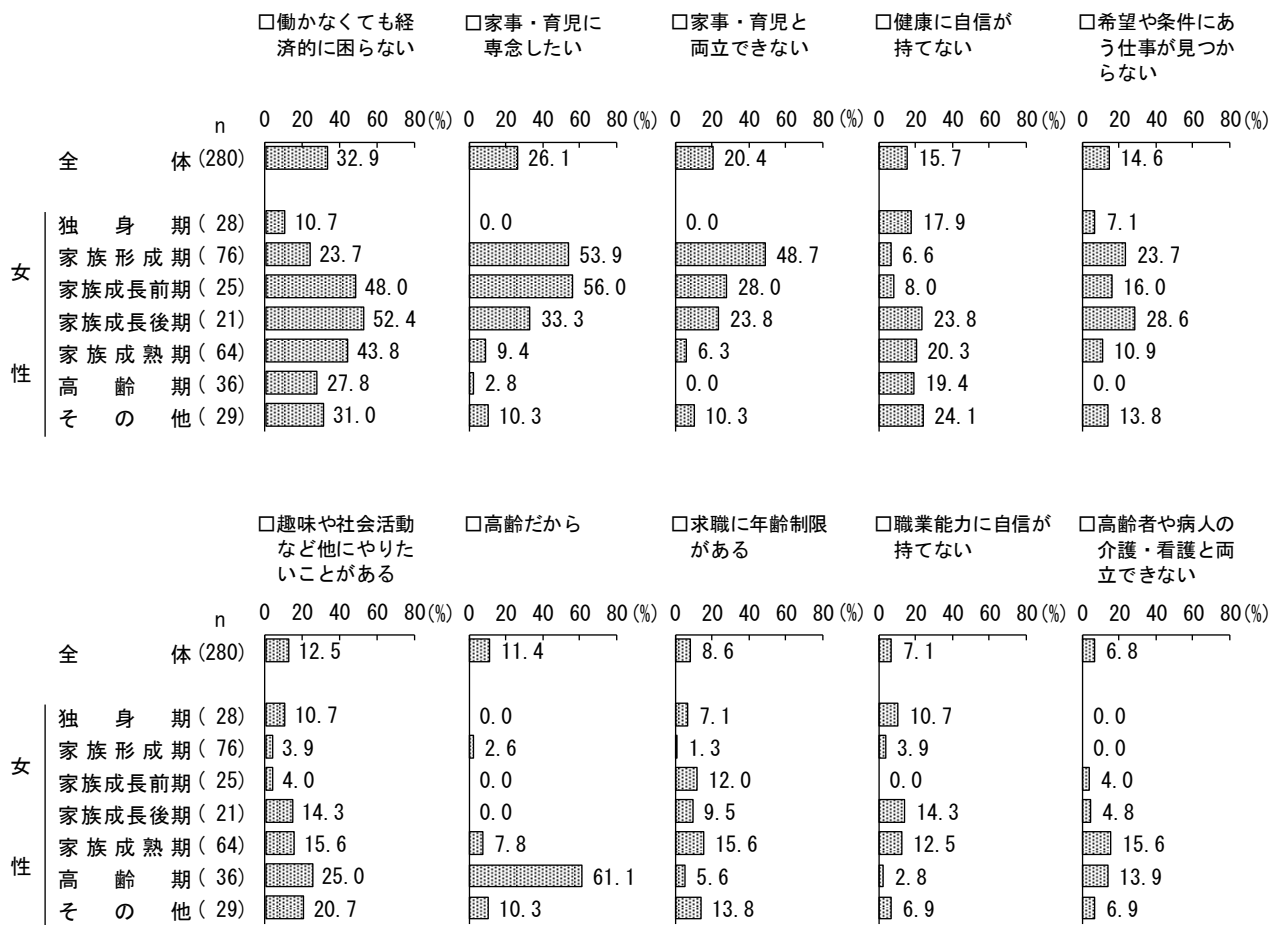 □働かなくても経 □家事・育児に □家事・育児と □健康に自信が □希望や条件にあ
済的に困らない 専念したい 両立できない 持てない う仕事が見つか
らない
n 0 20 40 60 80(%) 0 20 40 60 80(%) 0 20 40 60 80(%) 0 20 40 60 80(%) 0 20 40 60 80(%)
全体(280) 32.9 26.1 20.4 15.7 14.6
独身期( 28) 10.7 0.0 0.0 17.9 7.1
家族形成期( 76) 23.7 53.9 48.7 6.6 23.7
女
家族成長前期( 25) 48.0 56.0 28.0 8.0 16.0
家族成長後期( 21) 52.4 33.3 23.8 23.8 28.6
家族成熟期( 64) 43.8 9.4 6.3 20.3 10.9
性
高齢期( 36) 27.8 2.8 0.0 19.4 0.0
その他( 29) 31.0 10.3 10.3 24.1 13.8
□趣味や社会活動 □高齢だから □求職に年齢制限 □職業能力に自信が □高齢者や病人の
など他にやりた がある 持てない 介護・看護と両
いことがある 立できない
n 0 20 40 60 80(%) 0 20 40 60 80(%) 0 20 40 60 80(%) 0 20 40 60 80(%) 0 20 40 60 80(%)
全体(280) 12.5 11.4 8.6 7.1 6.8
独身期( 28) 10.7 0.0 7.1 10.7 0.0
家族形成期( 76) 3.9 2.6 1.3 3.9 0.0
女
家族成長前期( 25) 4.0 0.0 12.0 0.0 4.0
家族成長後期( 21) 14.3 0.0 9.5 14.3 4.8
家族成熟期( 64) 15.6 7.8 15.6 12.5 15.6
性
高齢期( 36) 25.0 61.1 5.6 2.8 13.9
その他( 29) 20.7 10.3 13.8 6.9 6.9